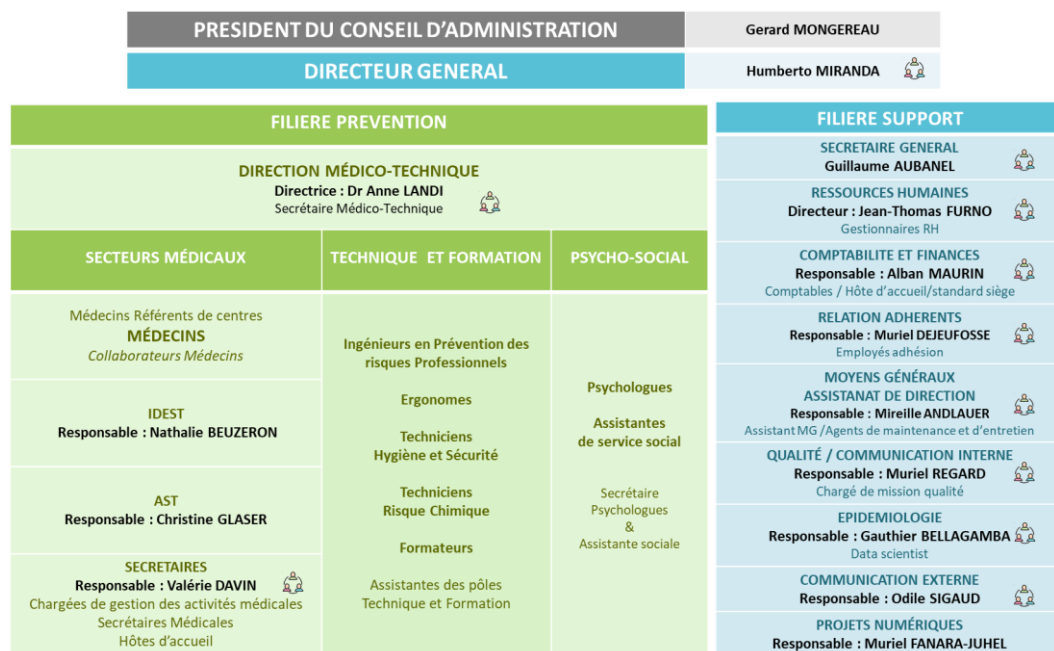 PRESIDENT DU CONSEIL D'ADMINISTRATION
Gerard MONGEREAU
DIRECTEUR GENERAL
Humberto MIRANDA
FILIERE PREVENTION
DIRECTION MÉDICO-TECHNIQUE
Directrice : Dr Anne LANDI
Secrétaire Médico-Technique
SECTEURS MÉDICAUX
Médecins Référents de centres
MÉDECINS
Collaborateurs Médecins
IDEST
Responsable : Nathalie BEUZERON
AST
Responsable : Christine GLASER
SECRETAIRES
Responsable : Valérie DAVIN
Chargées de gestion des activités médicales
Secrétaires Médicales
Hôtes d'accueil
TECHNIQUE ET FORMATION
Ingénieurs en Prévention des
risques Professionnels
Ergonomes
Techniciens
Hygiène et Sécurité
Techniciens
Risque Chimique
Formateurs
Assistantes des pôles
Technique et Formation
PSYCHO-SOCIAL
Psychologues
Assistantes
de service social
Secrétaire
Psychologues
&
Assistante sociale
FILIERE SUPPORT
SECRETAIRE GENERAL
Guillaume AUBANEL
RESSOURCES HUMAINES
Directeur : Jean-Thomas FURNO
Gestionnaires RH
COMPTABILITE ET FINANCES
Responsable : Alban MAURIN
Comptables / Hôte d'accueil/standard siège
RELATION ADHERENTS
Responsable : Muriel DEJEUFOSSE
Employés adhésion
MOYENS GÉNÉRAUX
ASSISTANAT DE DIRECTION
Responsable : Mireille ANDLAUER
Assistant MG /Agents de maintenance et d'entretien
QUALITÉ / COMMUNICATION INTERNE
Responsable : Muriel REGARD
Chargé de mission qualité
EPIDEMIOLOGIE
Responsable : Gauthier BELLAGAMBA
Data scientist
COMMUNICATION EXTERNE
Responsable : Odile SIGAUD
PROJETS NUMÉRIQUES
Responsable : Muriel FANARA-JUHEL